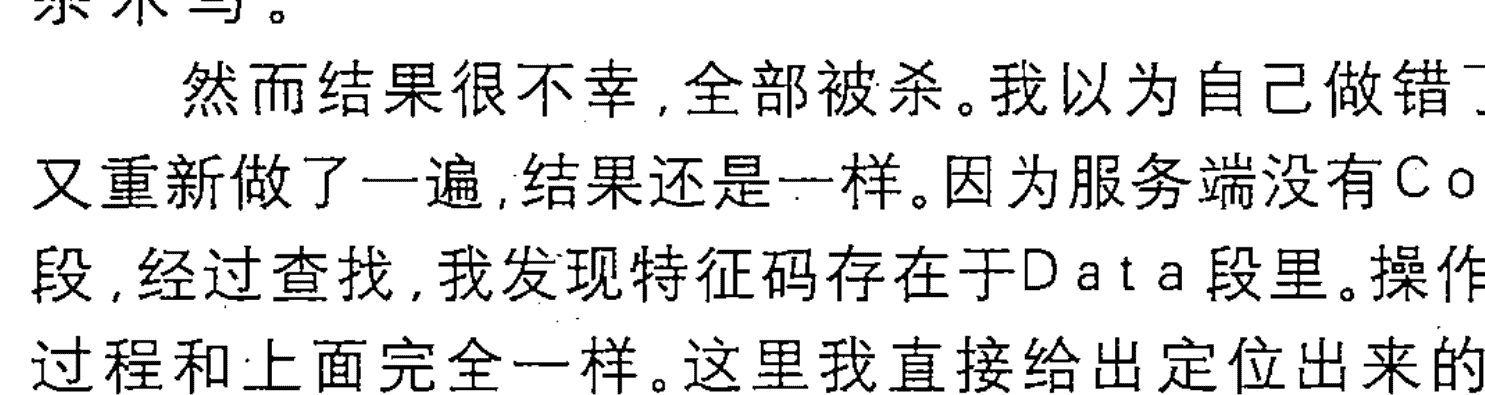 木马。
然而结果很不幸,全部被杀。我以为自己做错了
又重新做了一遍,结果还是一样。因为服务端没有Co
段,经过查找,我发现特征码存在于Data段里。操作
过程和上面完全一样。这里我直接给出定位出来的